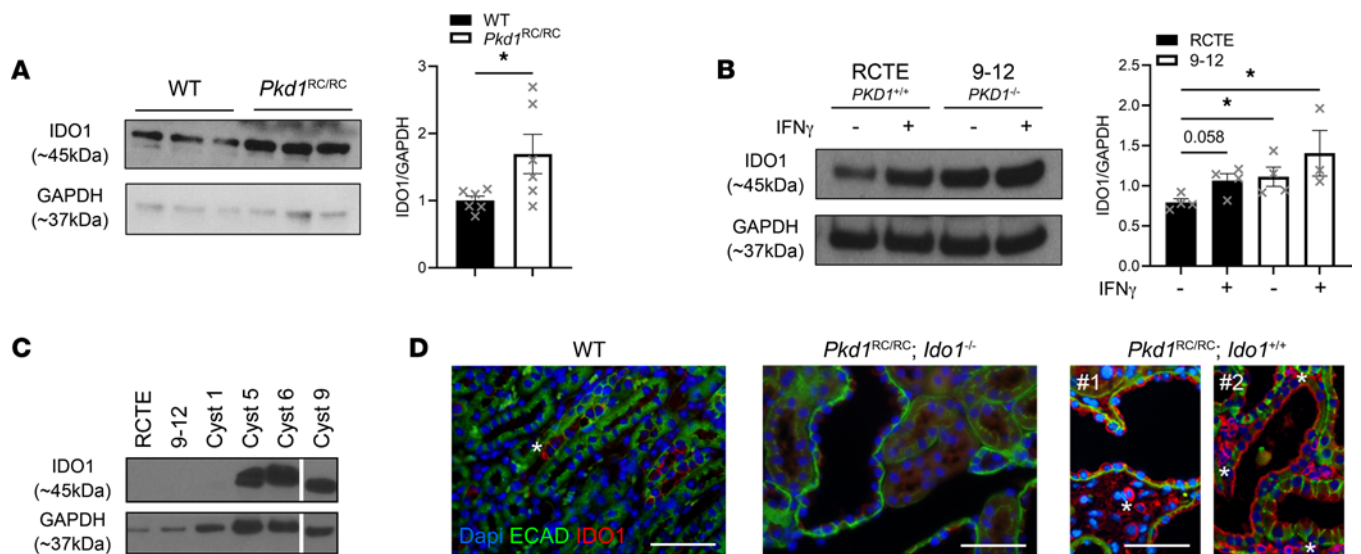 A
WT
Pkd1RC/RC
IDO1
(~45kDa)
GAPDH
(~37kDa)
WT
Pkd1RC/RC
*
IDO1/GAPDH
3
2
1
0
B
RCTE
PKD1+/+
9-12
PKD1-/-
IFNγ
- + - +
IDO1
(~45kDa)
GAPDH
(~37kDa)
RCTE
9-12
*
*
0.058
IDO1/GAPDH
2.5
2.0
1.5
1.0
0.5
0.0
IFNγ - + - +
C
RCTE
9-12
Cyst 1
Cyst 5
Cyst 6
Cyst 9
IDO1
(~45kDa)
GAPDH
(~37kDa)
D
WT
Pkd1RC/RC; Ido1-/-
Pkd1RC/RC; Ido1+/+
*
DapI ECAD IDO1
#1
*
#2
*
*
*